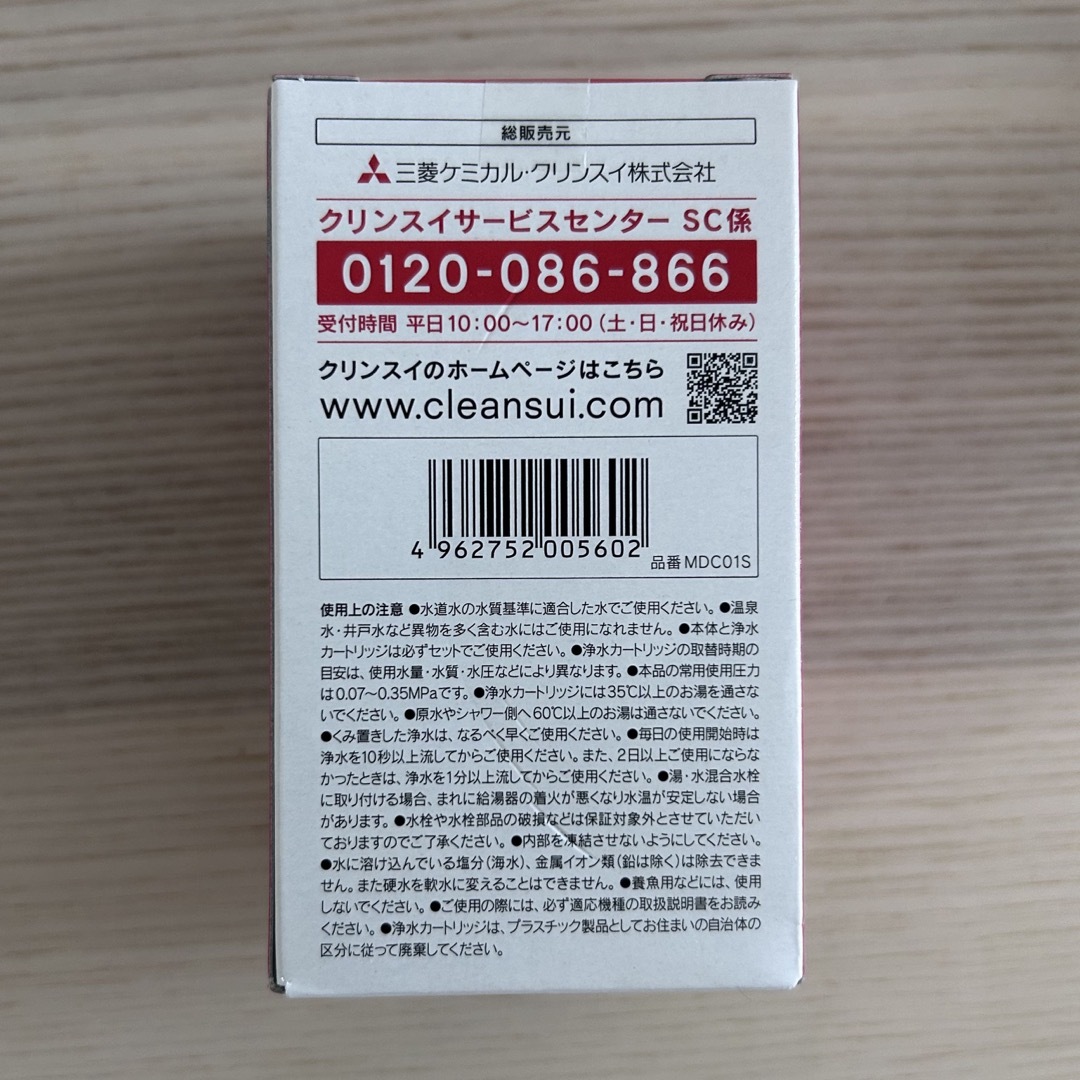 総販売元
三菱ケミカル・クリンスイ株式会社
クリンスイサービスセンター SC係
0120-086-866
受付時間 平日10:00〜17:00(土・日・祝日休み)
クリンスイのホームページはこちら
www.cleansui.com
4 962752 005602
品番MDC01S
使用上の注意 ●水道水の水質基準に適合した水でご使用ください。●温泉
水・井戸水など異物を多く含む水にはご使用になれません。●本体と浄水
カートリッジは必ずセットでご使用ください。●浄水カートリッジの取替時期の
目安は、使用水量・水質・水圧などにより異なります。●本品の常用使用圧力
は0.07〜0.35MPaです。●浄水カートリッジには35℃以上のお湯を通さな
いでください。●原水やシャワー側へ60℃以上のお湯は通さないでください。
●くみ置きした浄水は、なるべく早くご使用ください。●毎日の使用開始時は
浄水を10秒以上流してからご使用ください。また、2日以上ご使用にならな
かったときは、浄水を1分以上流してからご使用ください。●湯・水混合水栓
に取り付ける場合、まれに給湯器の着火が悪くなり水温が安定しない場合
があります。●水栓や水栓部品の破損などは保証対象外とさせていただい
ておりますのでご了承ください。●内部を凍結させないようにしてください。
●水に溶け込んでいる塩分(海水)、金属イオン類(鉛は除く)は除去できま
せん。また硬水を軟水に変えることはできません。●養魚用などには、使用
しないでください。●ご使用の際には、必ず適応機種の取扱説明書をお読み
ください。●浄水カートリッジは、プラスチック製品としてお住まいの自治体の
区分に従って廃棄してください。